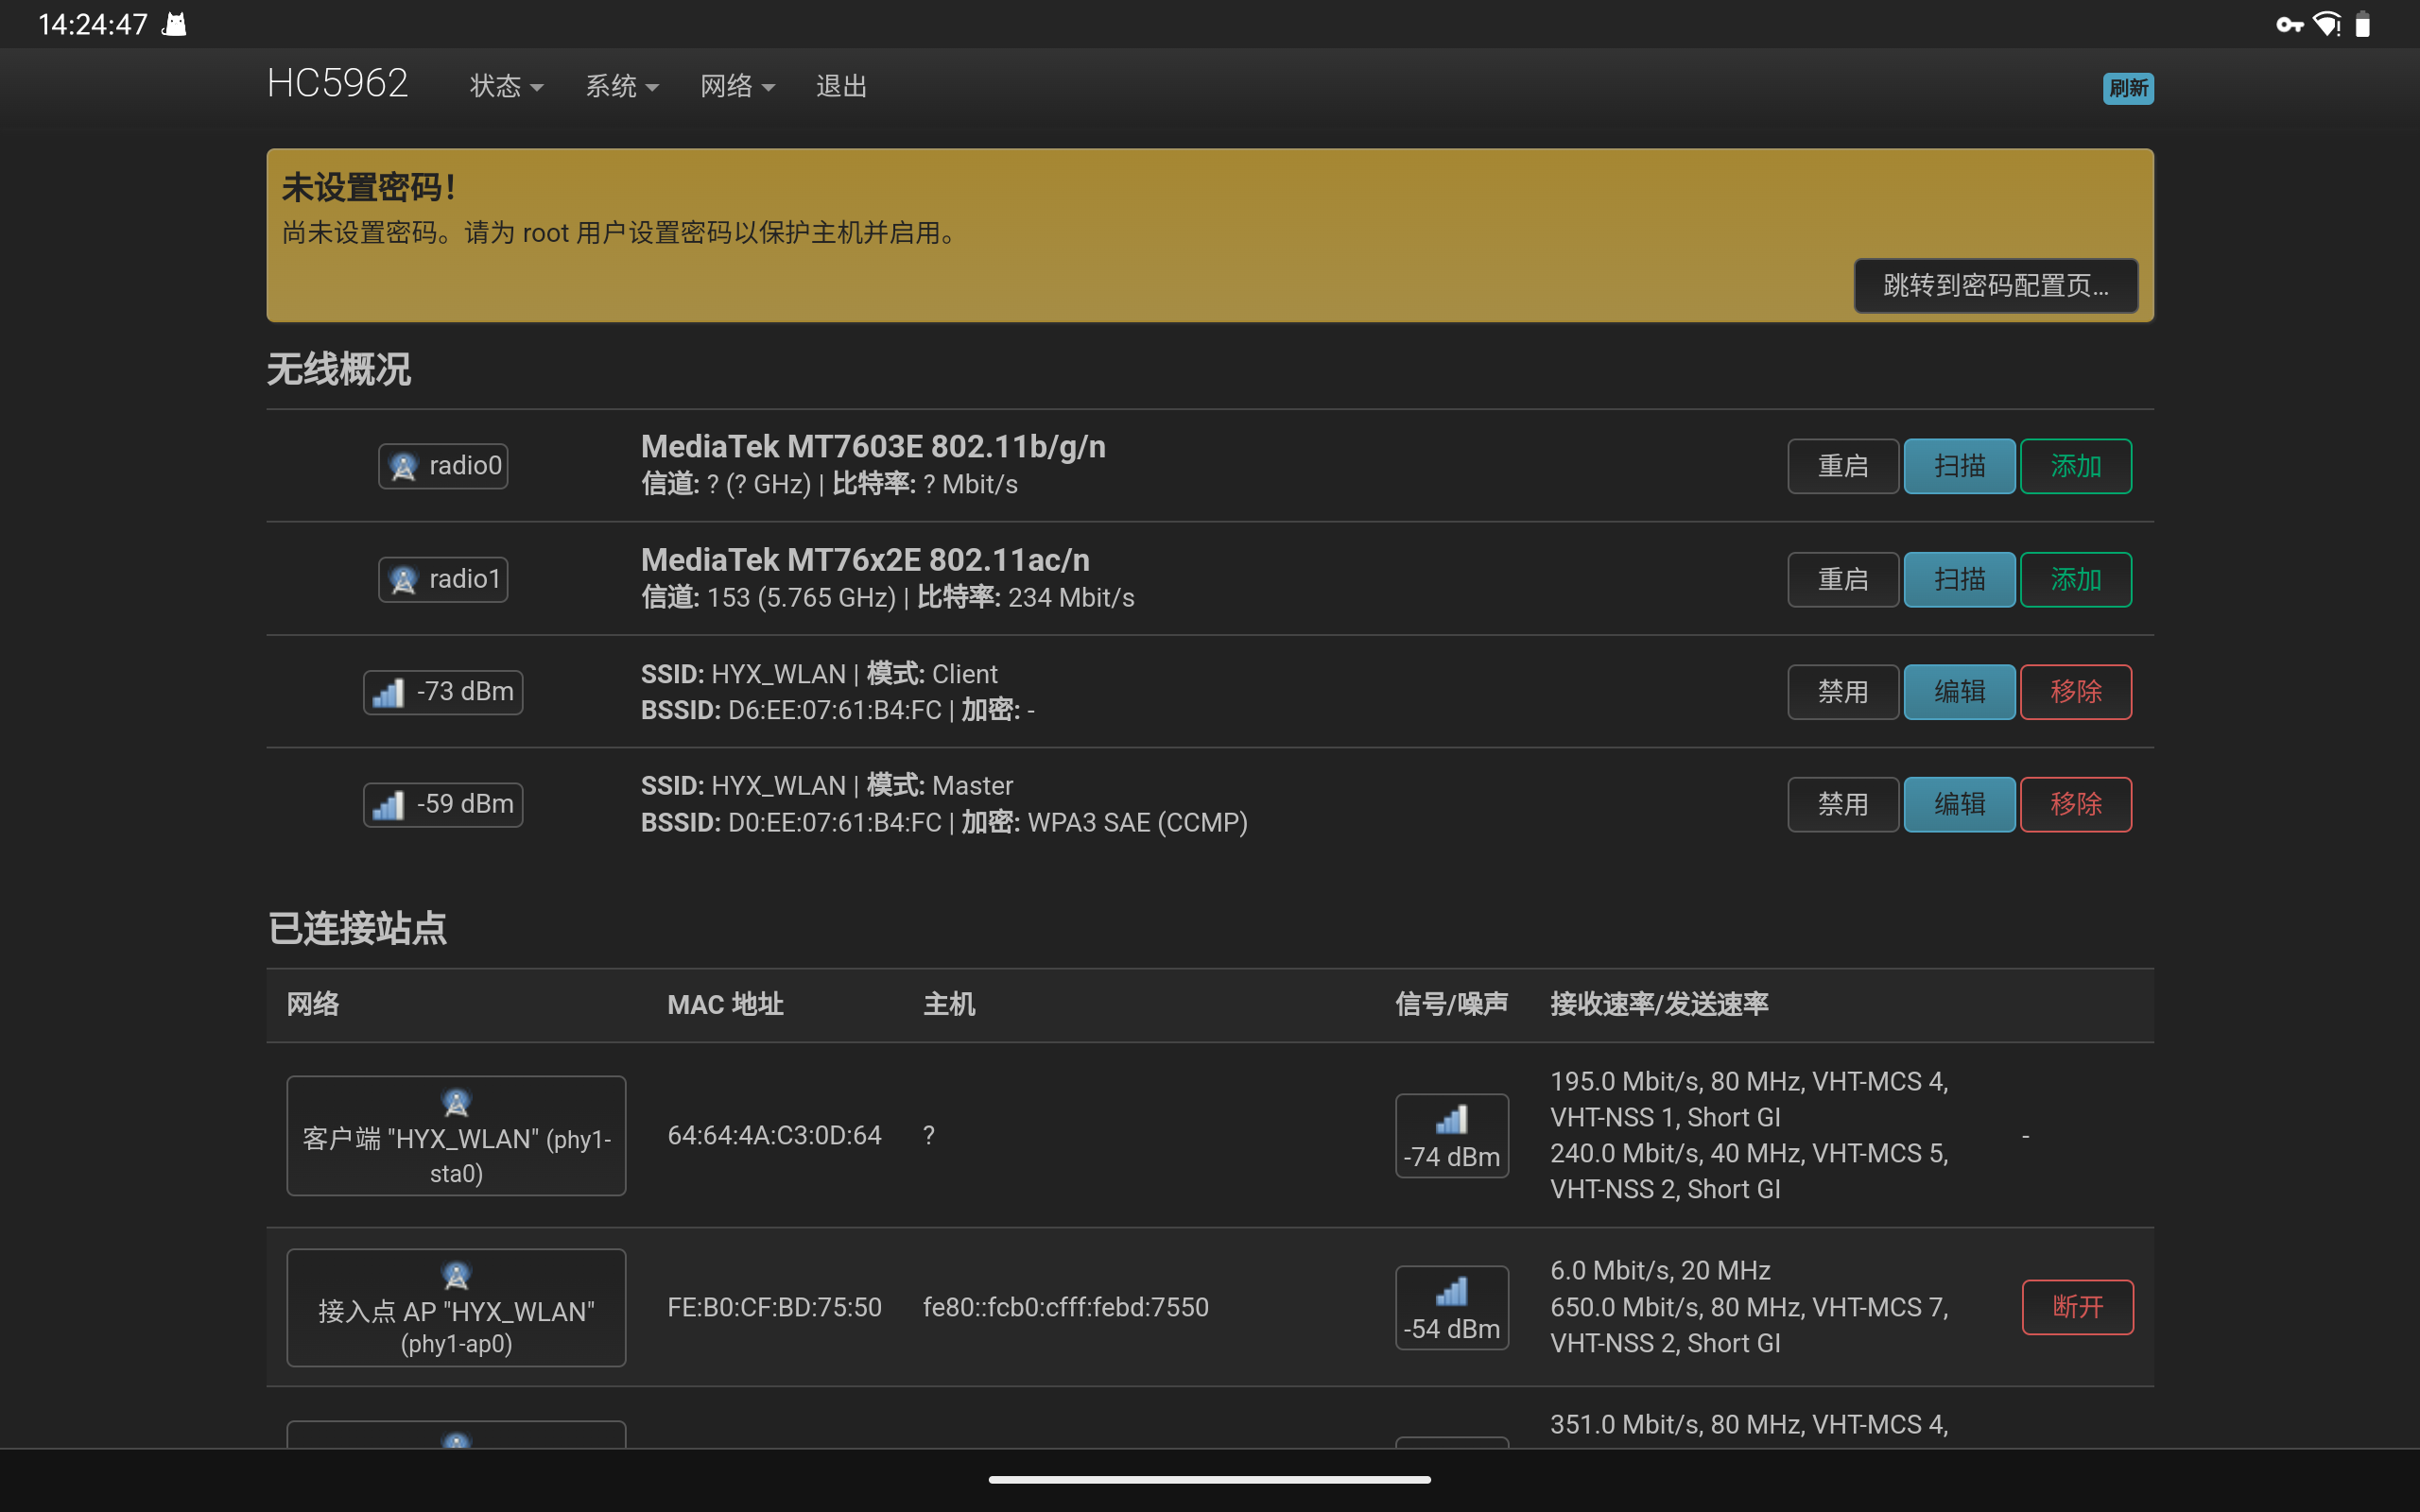 14:24:47
HC5962 状态 系统 网络 退出 刷新
未设置密码！
尚未设置密码。请为 root 用户设置密码以保护主机并启用。
跳转到密码配置页…
无线概况
radio0
MediaTek MT7603E 802.11b/g/n
信道: ? (? GHz) | 比特率: ? Mbit/s
重启 扫描 添加
radio1
MediaTek MT76x2E 802.11ac/n
信道: 153 (5.765 GHz) | 比特率: 234 Mbit/s
重启 扫描 添加
-73 dBm
SSID: HYX_WLAN | 模式: Client
BSSID: D6:EE:07:61:B4:FC | 加密: -
禁用 编辑 移除
-59 dBm
SSID: HYX_WLAN | 模式: Master
BSSID: D0:EE:07:61:B4:FC | 加密: WPA3 SAE (CCMP)
禁用 编辑 移除
已连接站点
网络 MAC 地址 主机 信号/噪声 接收速率/发送速率
客户端 "HYX_WLAN" (phy1-
sta0)
64:64:4A:C3:0D:64
?
-74 dBm
195.0 Mbit/s, 80 MHz, VHT-MCS 4,
VHT-NSS 1, Short GI
240.0 Mbit/s, 40 MHz, VHT-MCS 5,
VHT-NSS 2, Short GI
-
接入点 AP "HYX_WLAN"
(phy1-ap0)
FE:B0:CF:BD:75:50
fe80::fcb0:cfff:febd:7550
-54 dBm
6.0 Mbit/s, 20 MHz
650.0 Mbit/s, 80 MHz, VHT-MCS 7,
VHT-NSS 2, Short GI
断开
351.0 Mbit/s, 80 MHz, VHT-MCS 4,